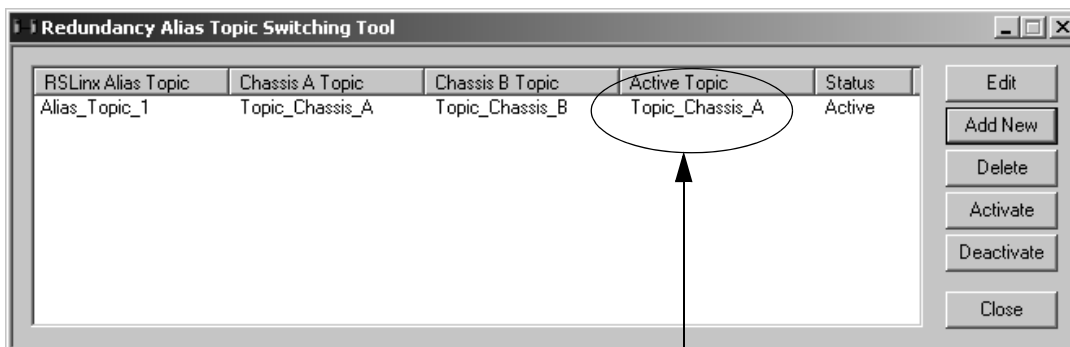 Redundancy Alias Topic Switching Tool
RSLinx Alias Topic Chassis A Topic Chassis B Topic Active Topic Status
Alias_Topic_1 Topic_Chassis_A Topic_Chassis_B Topic_Chassis_A Active
Edit
Add New
Delete
Activate
Deactivate
Close